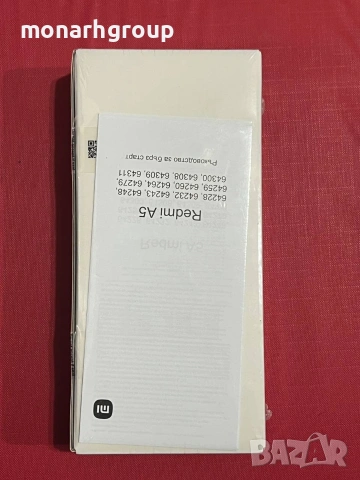 monarhgroup
Redmi A5
64228, 64232, 64243, 64248,
64259, 64260, 64264, 64279,
64300, 64308, 64309, 64311
Ръководство за бърз старт
mi
BAZAR